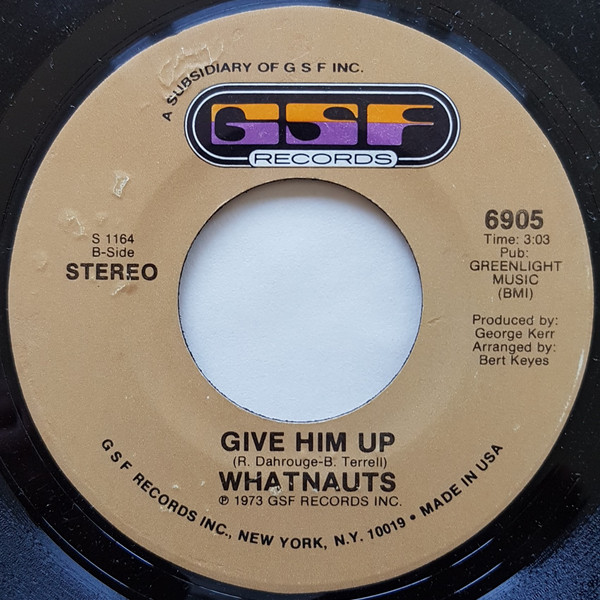 A SUBSIDIARY OF G S F INC.
GSF
RECORDS
S 1164
B-Side
STEREO
6905
Time: 3:03
Pub:
GREENLIGHT
MUSIC
(BMI)
Produced by:
George Kerr
Arranged by:
Bert Keyes
GIVE HIM UP
(R. Dahrouge-B. Terrell)
WHATNAUTS
℗ 1973 GSF RECORDS INC.
G S F RECORDS INC., NEW YORK, N.Y. 10019 • MADE IN USA